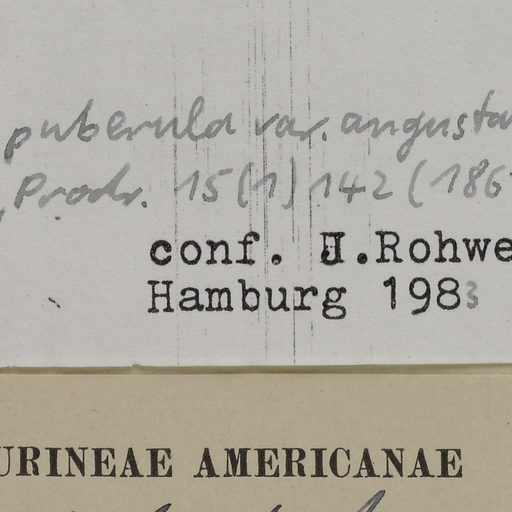 puberula var. angusta
, Prodr. 15(1) 142 (186
conf. J.Rohwe
Hamburg 1983
URINEAE AMERICANAE